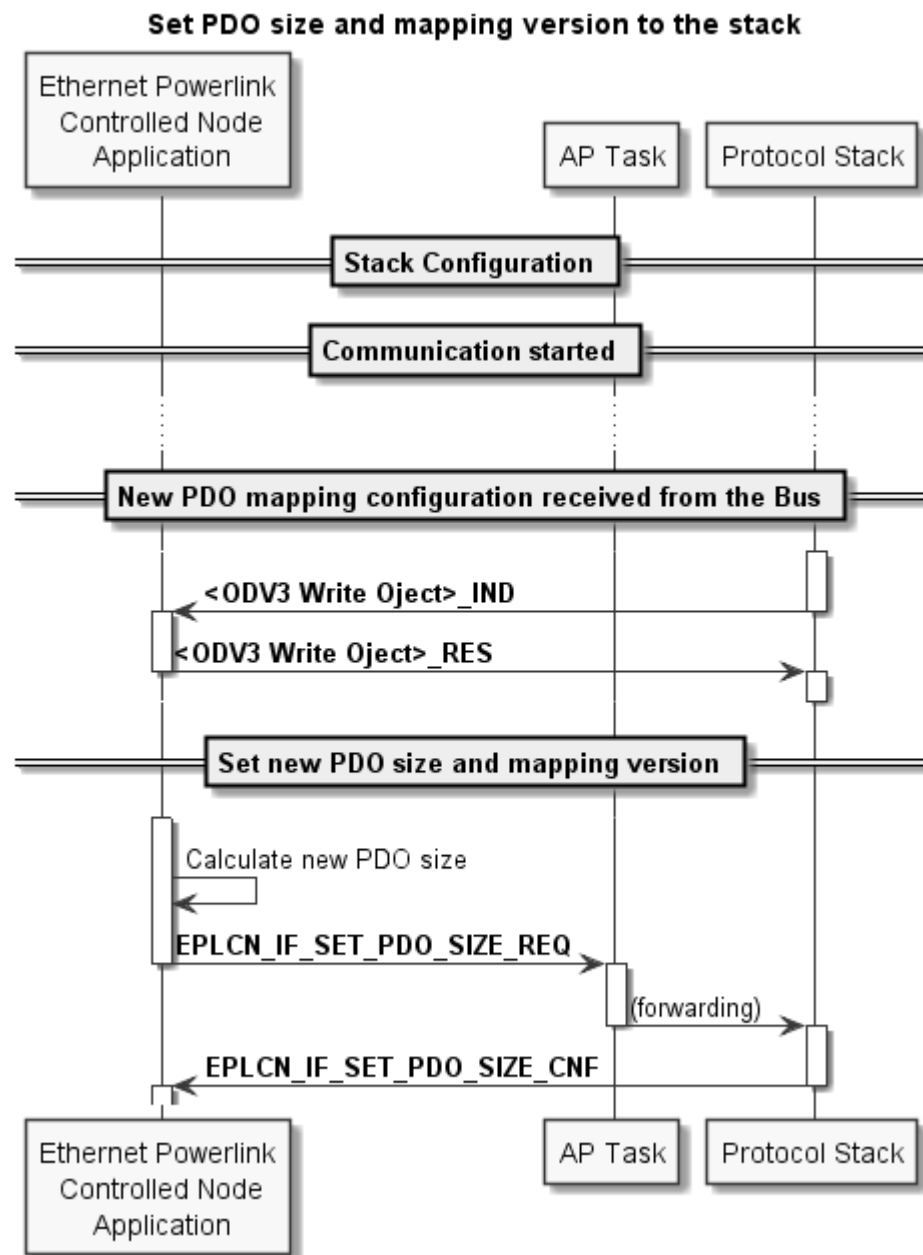 Set PDO size and mapping version to the stack
Ethernet Powerlink
Controlled Node
Application
AP Task
Protocol Stack
Stack Configuration
Communication started
New PDO mapping configuration received from the Bus
<ODV3 Write Oject>_IND
<ODV3 Write Oject>_RES
Set new PDO size and mapping version
Calculate new PDO size
EPLCN_IF_SET_PDO_SIZE_REQ
(forwarding)
EPLCN_IF_SET_PDO_SIZE_CNF
Ethernet Powerlink
Controlled Node
Application
AP Task
Protocol Stack